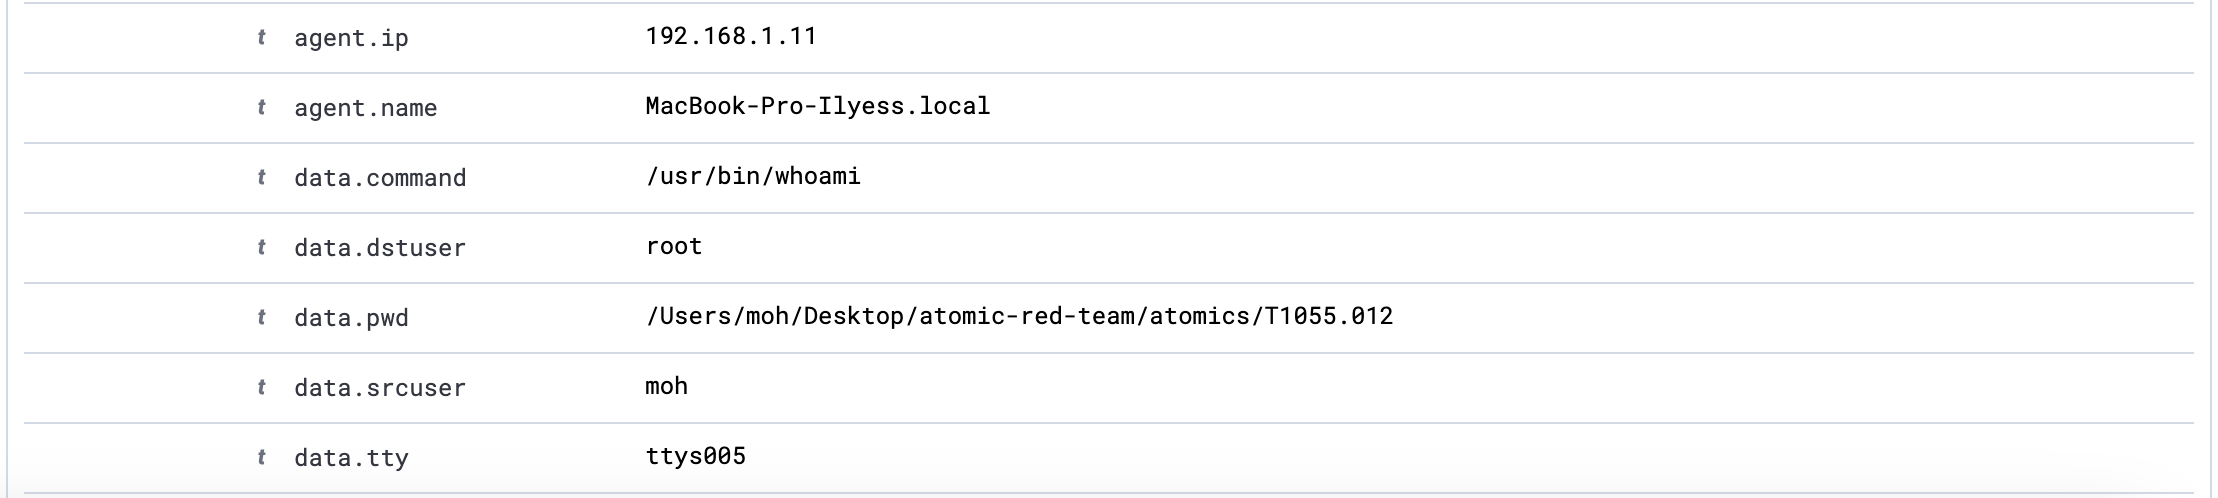 t agent.ip 192.168.1.11
t agent.name MacBook-Pro-Ilyess.local
t data.command /usr/bin/whoami
t data.dstuser root
t data.pwd /Users/moh/Desktop/atomic-red-team/atomics/T1055.012
t data.srcuser moh
t data.tty ttys005